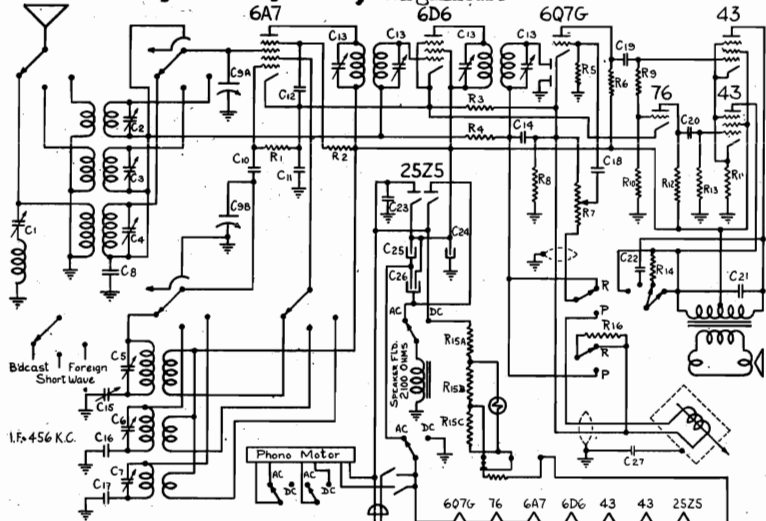 6A7 6D6 6Q7G 43
C13 C13 C13 C13
C19
R5 R6 R9
76 43
C9A
C12
C2
R3
R4 C14
C20
C3
C10 R1 C11 R2
25Z5
R8 C18
R10 R12 R13 R11
C23
R7
C1
C4
C9B
C24
C25
C8
C26
C22 R14
C21
R
AC DC
P
R16
B'dcast Foreign
Short Wave
C5
C15
SPEAKER FLD.
2100 OHMS
R15A
R
R15B
P
I.F. 456 K.C.
C6
C16
R15C
AC DC
C7
C17
Phono Motor
AC DC AC DC
C27
6Q7G 76 6A7 6D6 43 43 25Z5